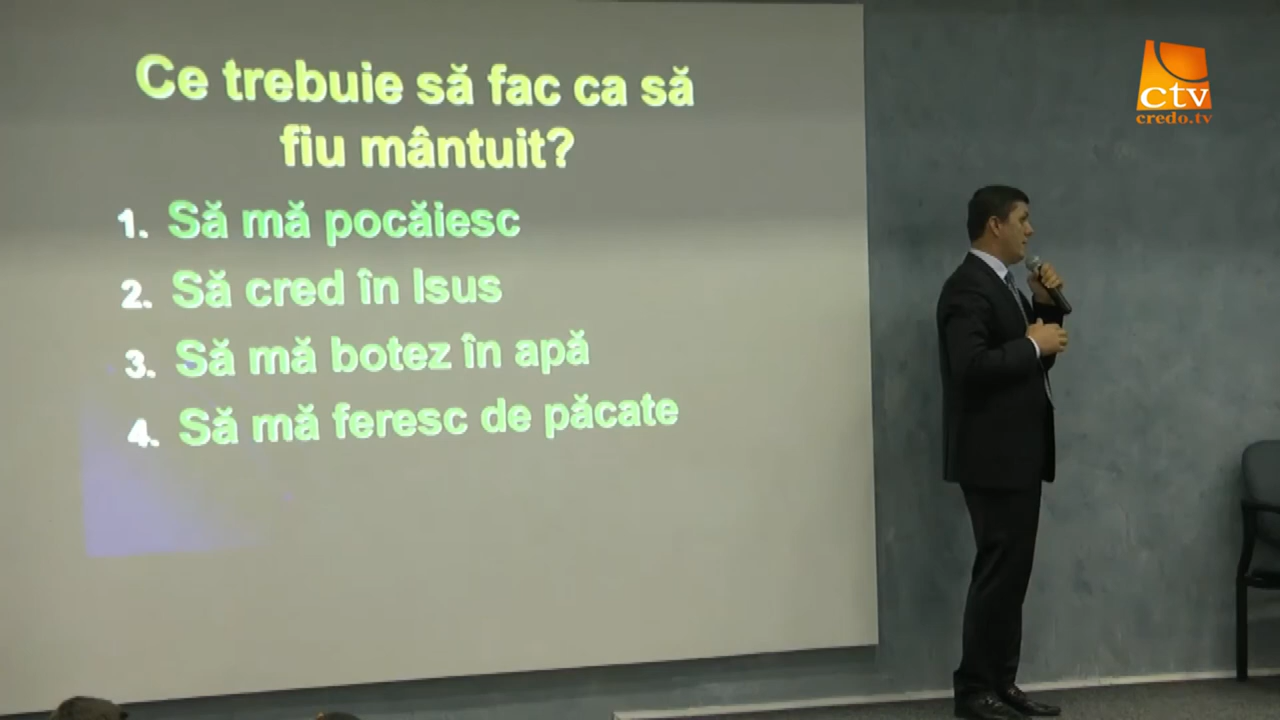 Ce trebuie să fac ca să
fiu mântuit?
1. Să mă pocăiesc
2. Să cred în Isus
3. Să mă botez în apă
4. Să mă feresc de păcate
ctv
credo.tv